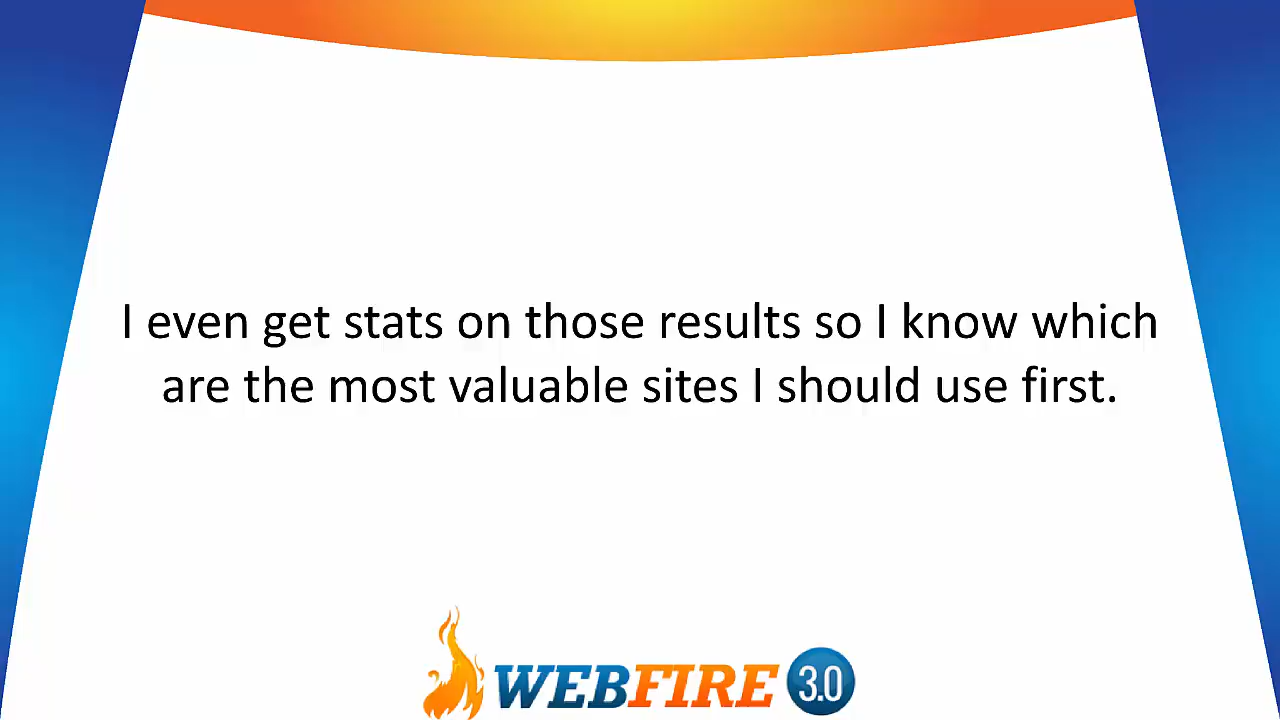 I even get stats on those results so I know which
are the most valuable sites I should use first.
WEBFIRE 3.0